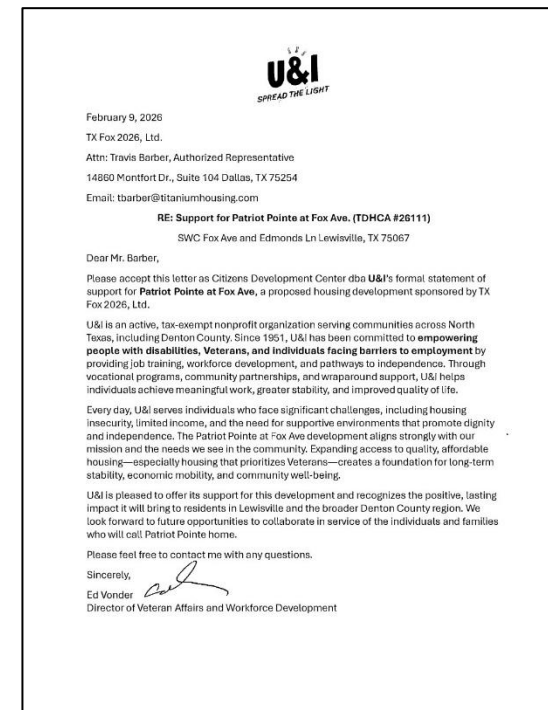 U&I
SPREAD THE LIGHT
February 9, 2026
TX Fox 2026, Ltd.
Attn: Travis Barber, Authorized Representative
14860 Montfort Dr., Suite 104 Dallas, TX 75254
Email: tbarber@titaniumhousing.com
RE: Support for Patriot Pointe at Fox Ave. (TDHCA #26111)
SWC Fox Ave and Edmonds Ln Lewisville, TX 75067
Dear Mr. Barber,
Please accept this letter as Citizens Development Center dba U&I's formal statement of
support for Patriot Pointe at Fox Ave, a proposed housing development sponsored by TX
Fox 2026, Ltd.
U&I is an active, tax-exempt nonprofit organization serving communities across North
Texas, including Denton County. Since 1951, U&I has been committed to empowering
people with disabilities, Veterans, and individuals facing barriers to employment by
providing job training, workforce development, and pathways to independence. Through
vocational programs, community partnerships, and wraparound support, U&I helps
individuals achieve meaningful work, greater stability, and improved quality of life.
Every day, U&I serves individuals who face significant challenges, including housing
insecurity, limited income, and the need for supportive environments that promote dignity
and independence. The Patriot Pointe at Fox Ave development aligns strongly with our
mission and the needs we see in the community. Expanding access to quality, affordable
housing—especially housing that prioritizes Veterans—creates a foundation for long-term
stability, economic mobility, and community well-being.
U&I is pleased to offer its support for this development and recognizes the positive, lasting
impact it will bring to residents in Lewisville and the broader Denton County region. We
look forward to future opportunities to collaborate in service of the individuals and families
who will call Patriot Pointe home.
Please feel free to contact me with any questions.
Sincerely,
Ed Vonder
Director of Veteran Affairs and Workforce Development